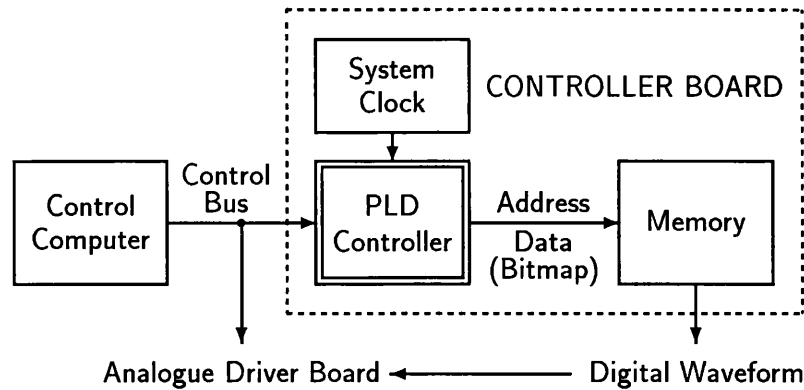 System
Clock
CONTROLLER BOARD
Control
Computer
Control
Bus
PLD
Controller
Address
Data
(Bitmap)
Memory
Analogue Driver Board
Digital Waveform